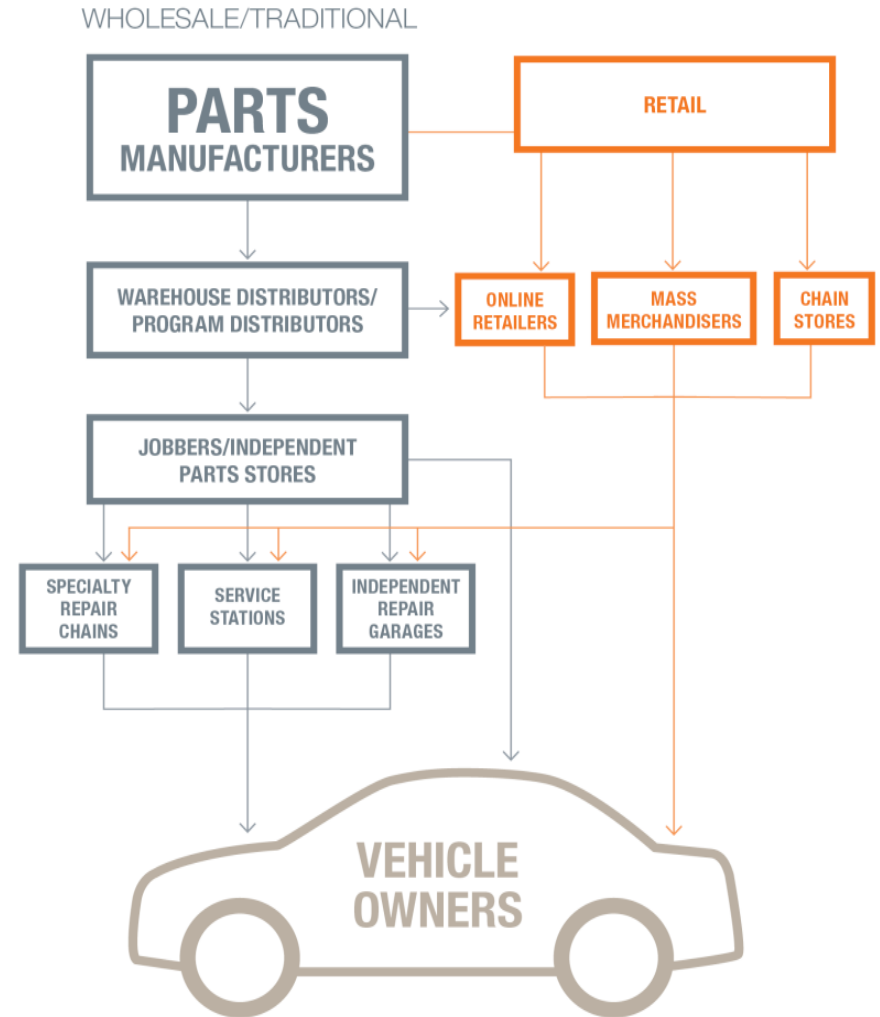 WHOLESALE/TRADITIONAL
PARTS
MANUFACTURERS
RETAIL
WAREHOUSE DISTRIBUTORS/
PROGRAM DISTRIBUTORS
ONLINE
RETAILERS
MASS
MERCHANDISERS
CHAIN
STORES
JOBBERS/INDEPENDENT
PARTS STORES
SPECIALTY
REPAIR
CHAINS
SERVICE
STATIONS
INDEPENDENT
REPAIR
GARAGES
VEHICLE
OWNERS